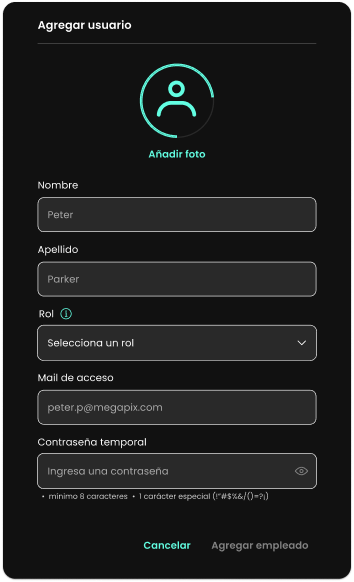 Agregar usuario
Añadir foto
Nombre
Peter
Apellido
Parker
Rol
Selecciona un rol
Mail de acceso
peter.p@megapix.com
Contraseña temporal
Ingresa una contraseña
• mínimo 8 caracteres • 1 carácter especial (!"#$%&/()=?¡)
Cancelar Agregar empleado